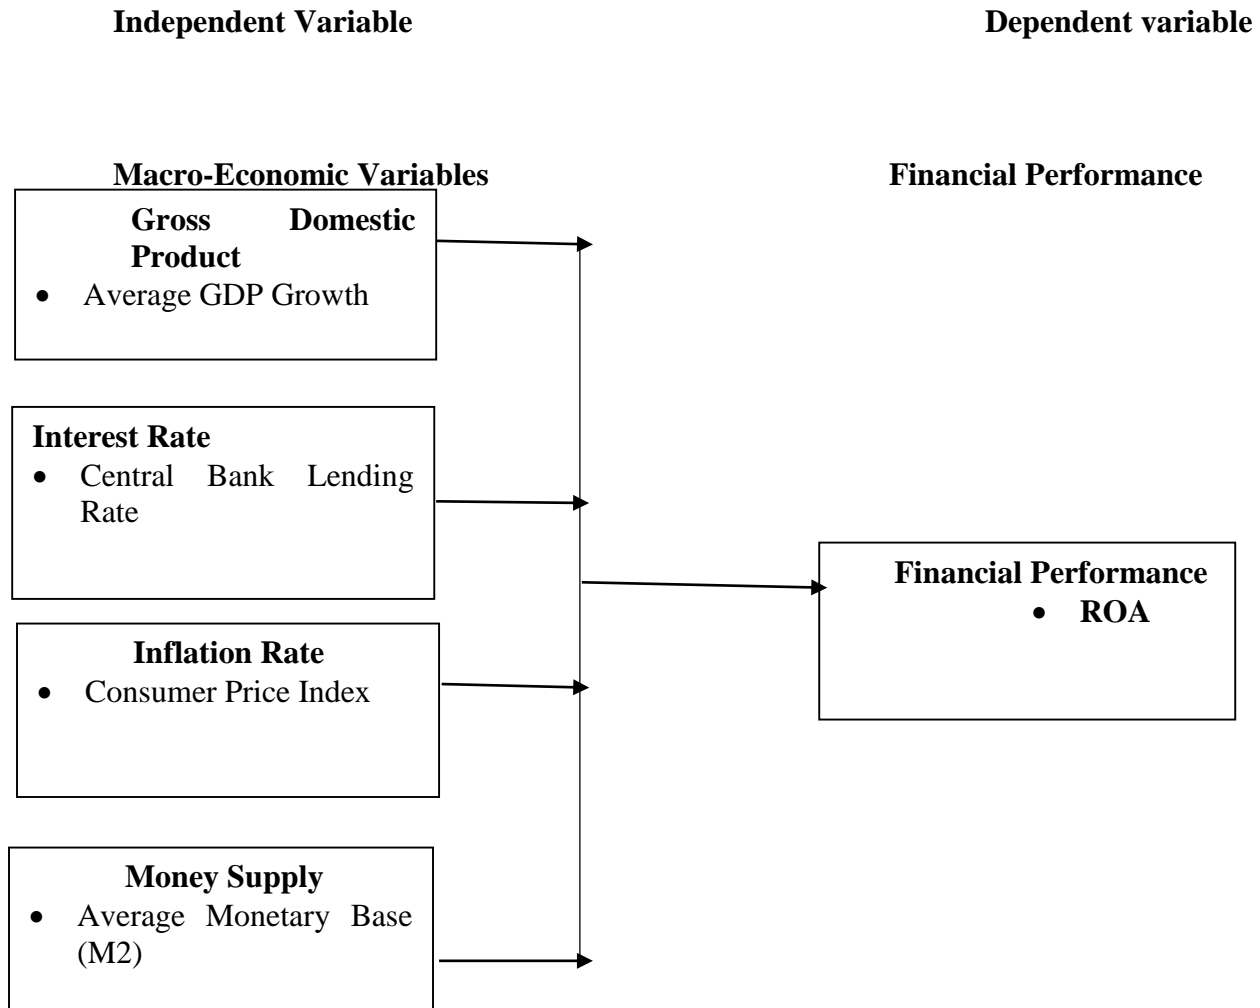 Independent Variable
Dependent variable
Macro-Economic Variables
Financial Performance
Gross Domestic
Product
• Average GDP Growth
Interest Rate
• Central Bank Lending
Rate
Financial Performance
• ROA
Inflation Rate
• Consumer Price Index
Money Supply
• Average Monetary Base
(M2)